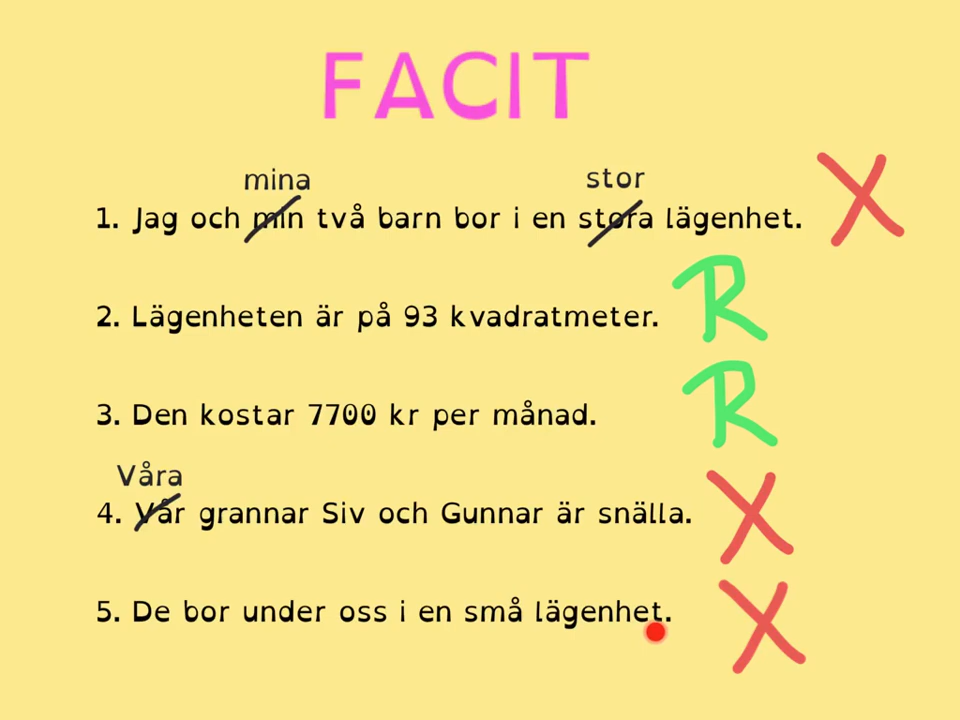 FACIT
mina stor
1. Jag och min två barn bor i en stora lägenhet. X
2. Lägenheten är på 93 kvadratmeter. R
3. Den kostar 7700 kr per månad. R
Våra
4. Vår grannar Siv och Gunnar är snälla. X
5. De bor under oss i en små lägenhet. X